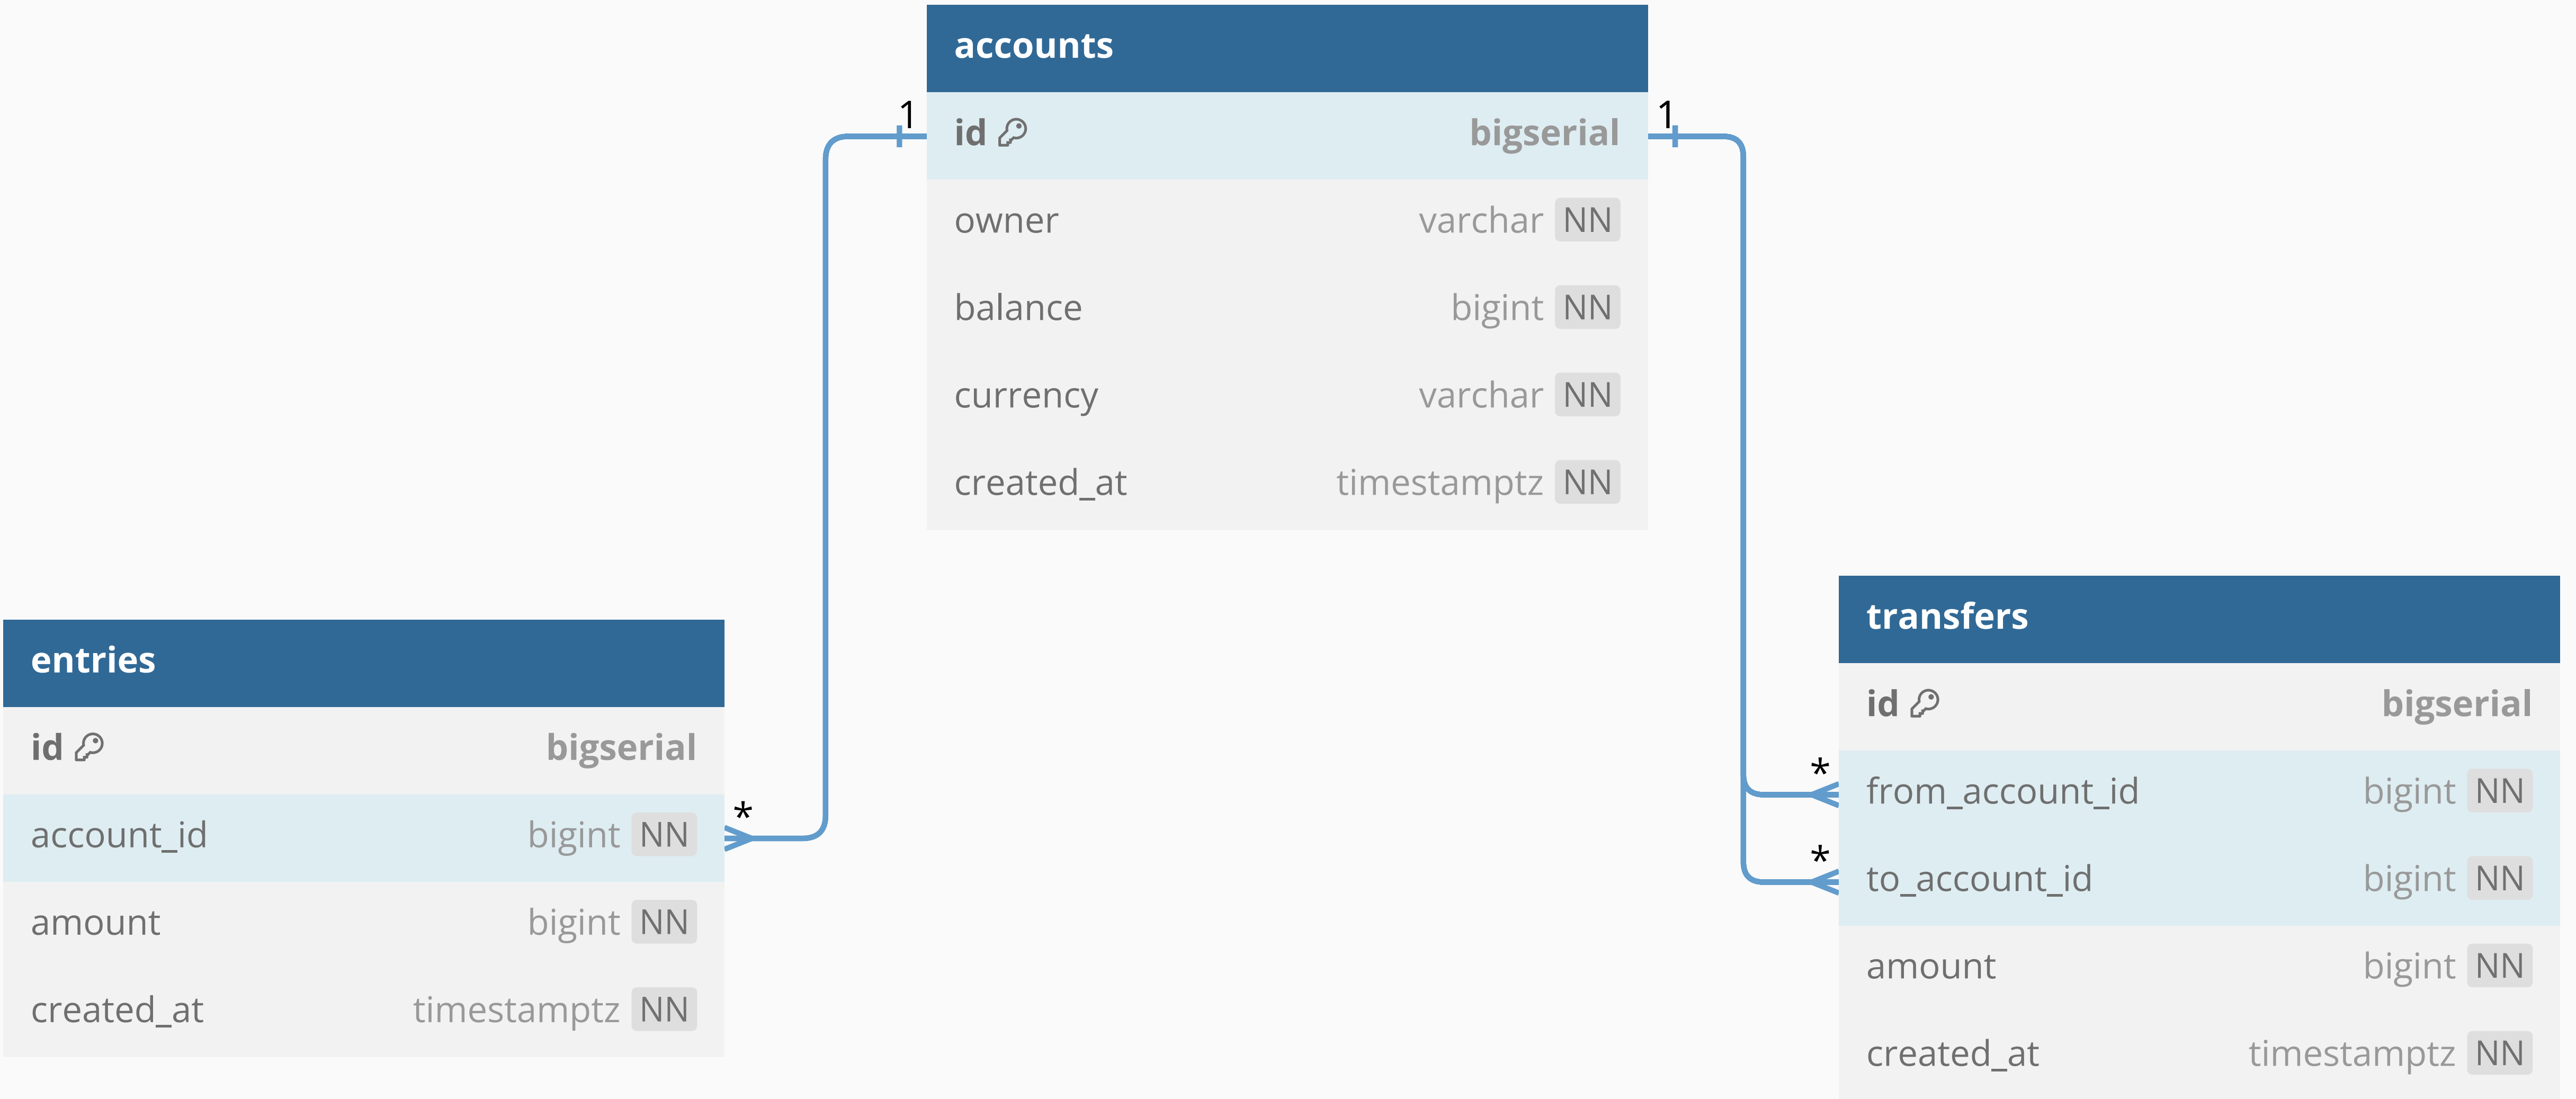 accounts
1
1
id bigserial
owner varchar NN
balance bigint NN
currency varchar NN
created_at timestamptz NN
entries
id bigserial
*
account_id bigint NN
amount bigint NN
created_at timestamptz NN
transfers
id bigserial
*
from_account_id bigint NN
*
to_account_id bigint NN
amount bigint NN
created_at timestamptz NN